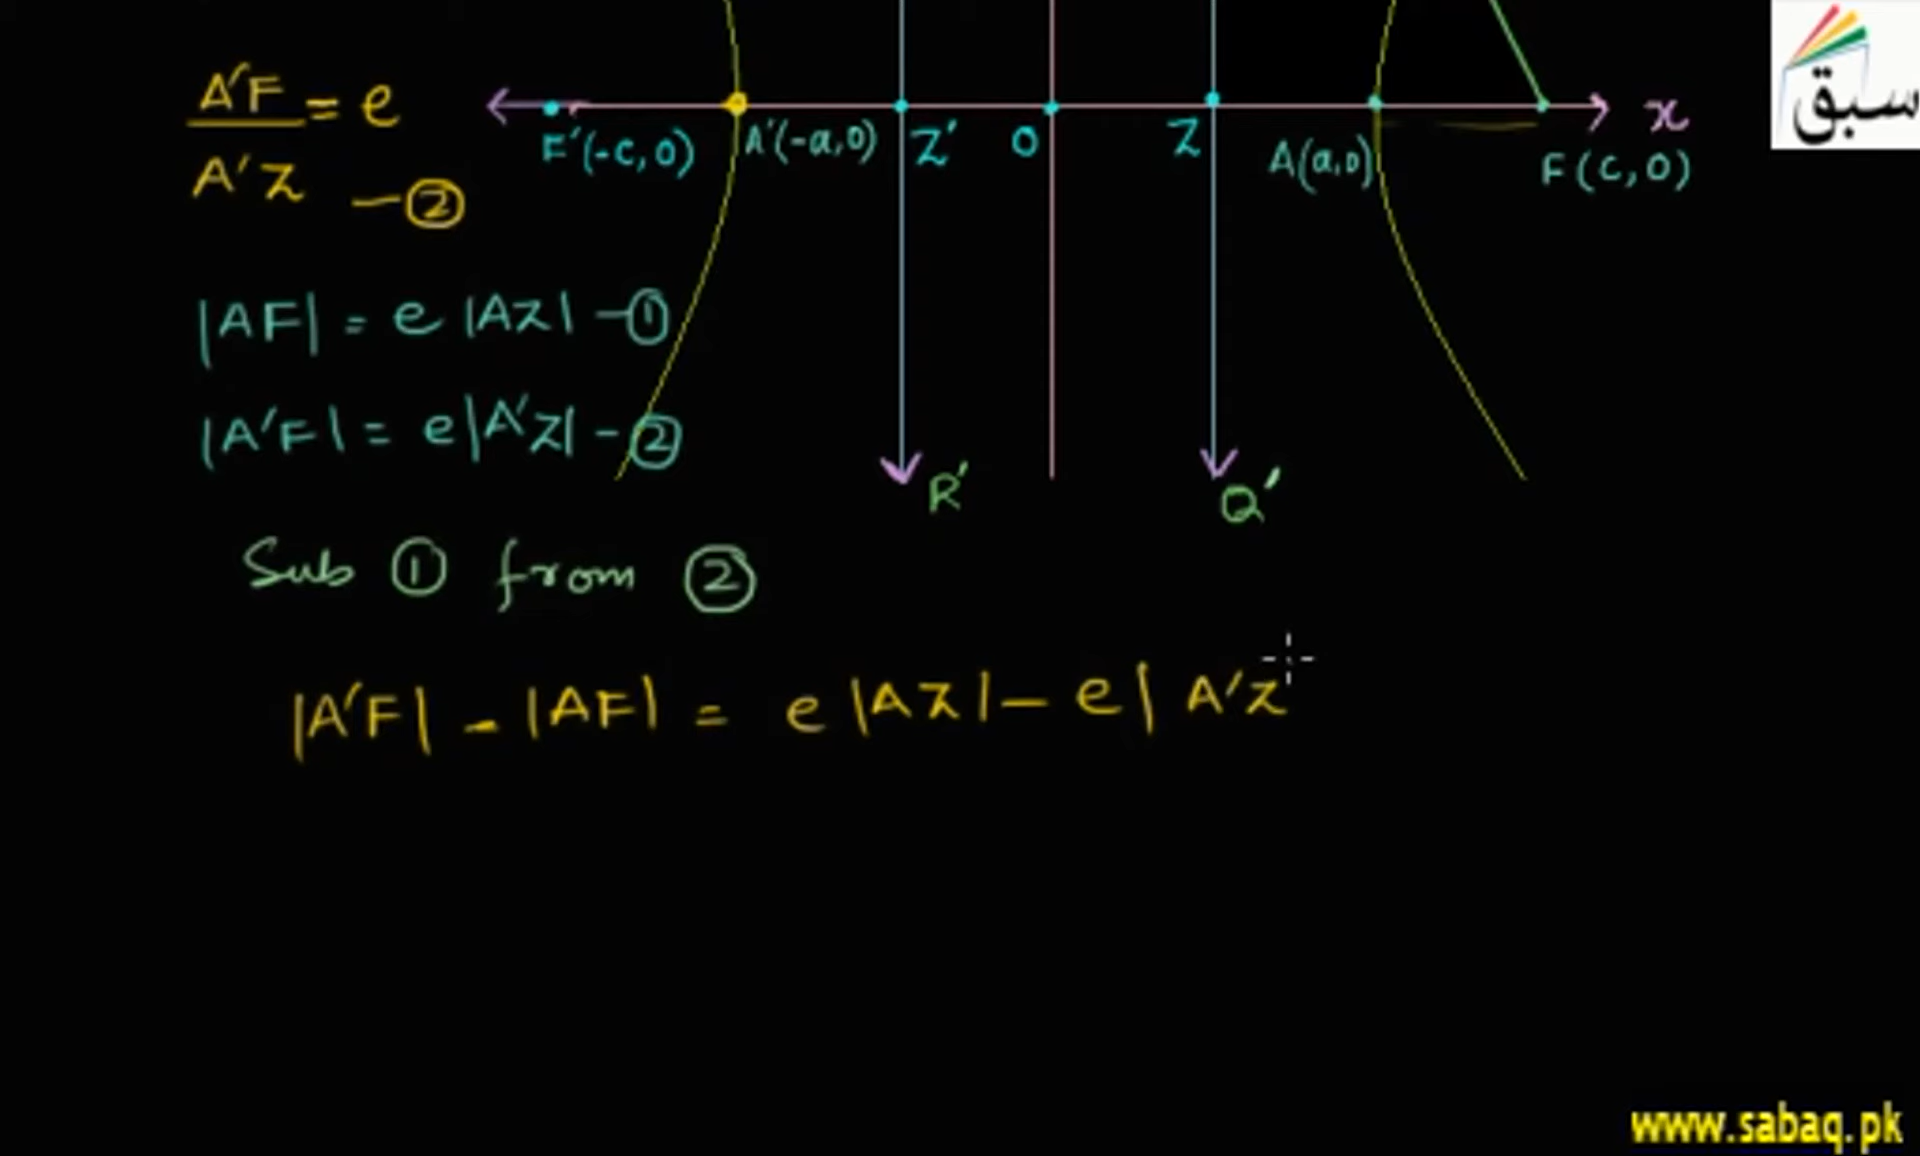 سبق
A'F/A'Z = e —②
F'(-c,0) A'(-a,0) Z' O Z A(a,0) F(c,0) x
|AF| = e |AZ| —①
|A'F| = e|A'Z| —②
R' Q'
Sub ① from ②
|A'F| - |AF| = e |AZ| - e| A'Z
www.sabaq.pk